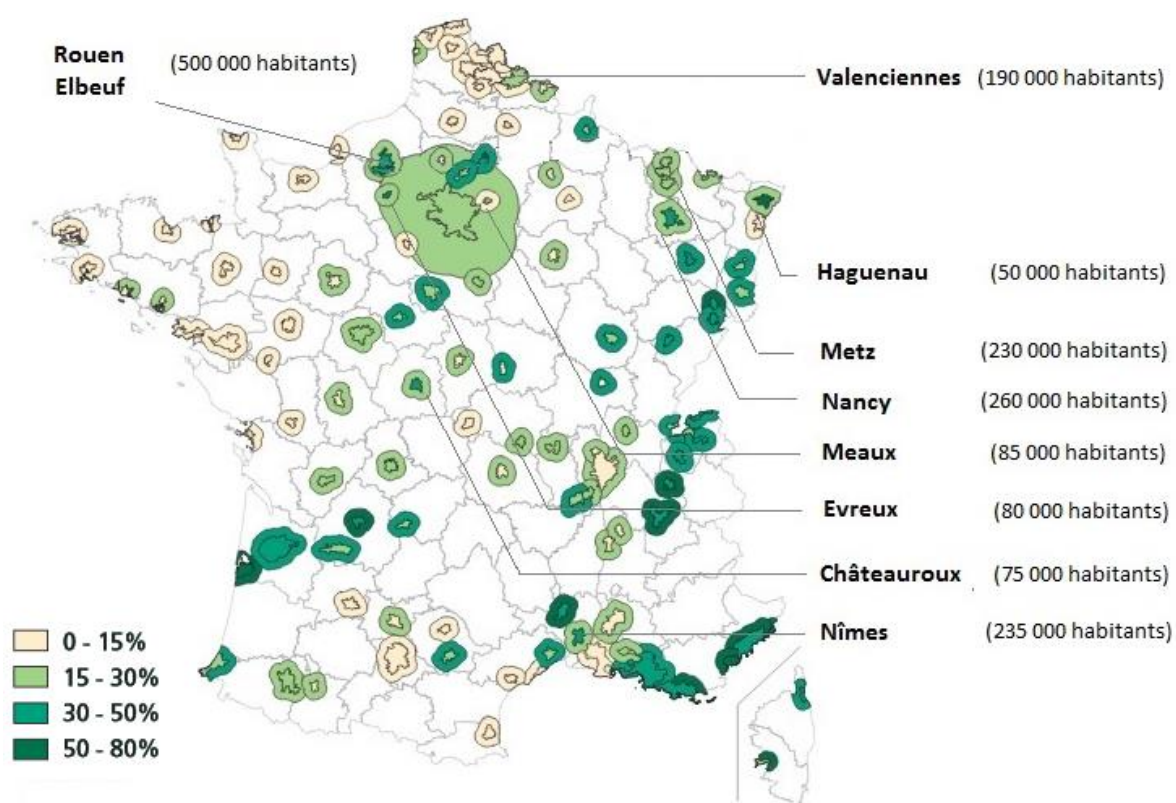 Rouen (500 000 habitants)
Elbeuf
Valenciennes (190 000 habitants)
Haguenau (50 000 habitants)
Metz (230 000 habitants)
Nancy (260 000 habitants)
Meaux (85 000 habitants)
Evreux (80 000 habitants)
Châteauroux (75 000 habitants)
Nîmes (235 000 habitants)
0 - 15%
15 - 30%
30 - 50%
50 - 80%